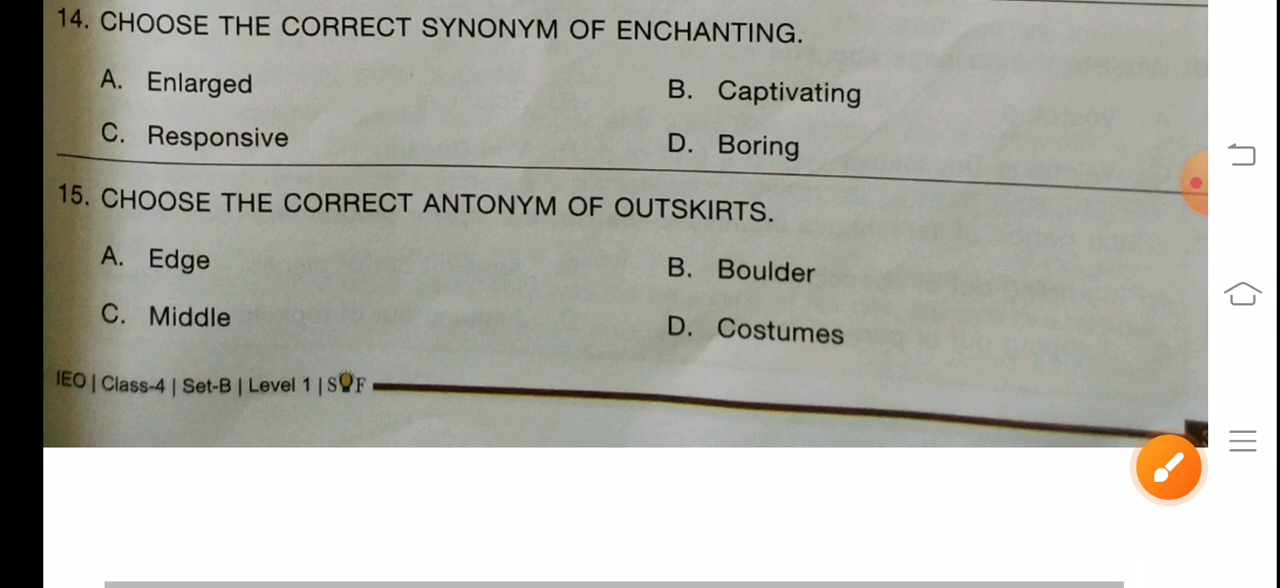 14. CHOOSE THE CORRECT SYNONYM OF ENCHANTING.
A. Enlarged B. Captivating
C. Responsive D. Boring
15. CHOOSE THE CORRECT ANTONYM OF OUTSKIRTS.
A. Edge B. Boulder
C. Middle D. Costumes
IEO | Class-4 | Set-B | Level 1 | SOF